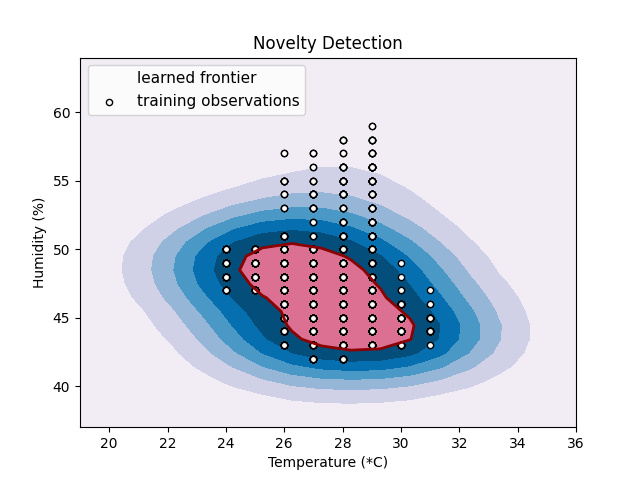 Novelty Detection
learned frontier
training observations
60
55
50
45
40
Humidity (%)
20 22 24 26 28 30 32 34 36
Temperature (*C)